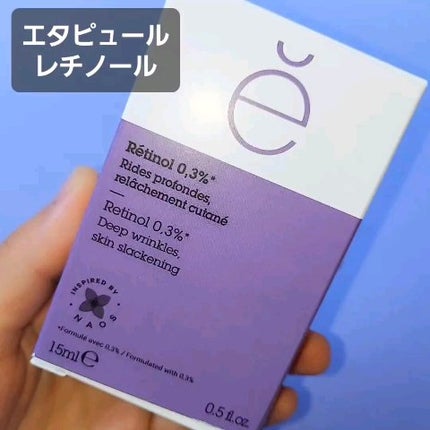 エタピュール
レチノール
ĕ
Rétinol 0,3%*
Rides profondes,
relâchement cutané
Retinol 0,3%*
Deep wrinkles,
skin slackening
INSPIRED BY
NAOS
*Formulé avec 0,3% / Formulated with 0.3%
15ml ℮
0.5 fl.oz.